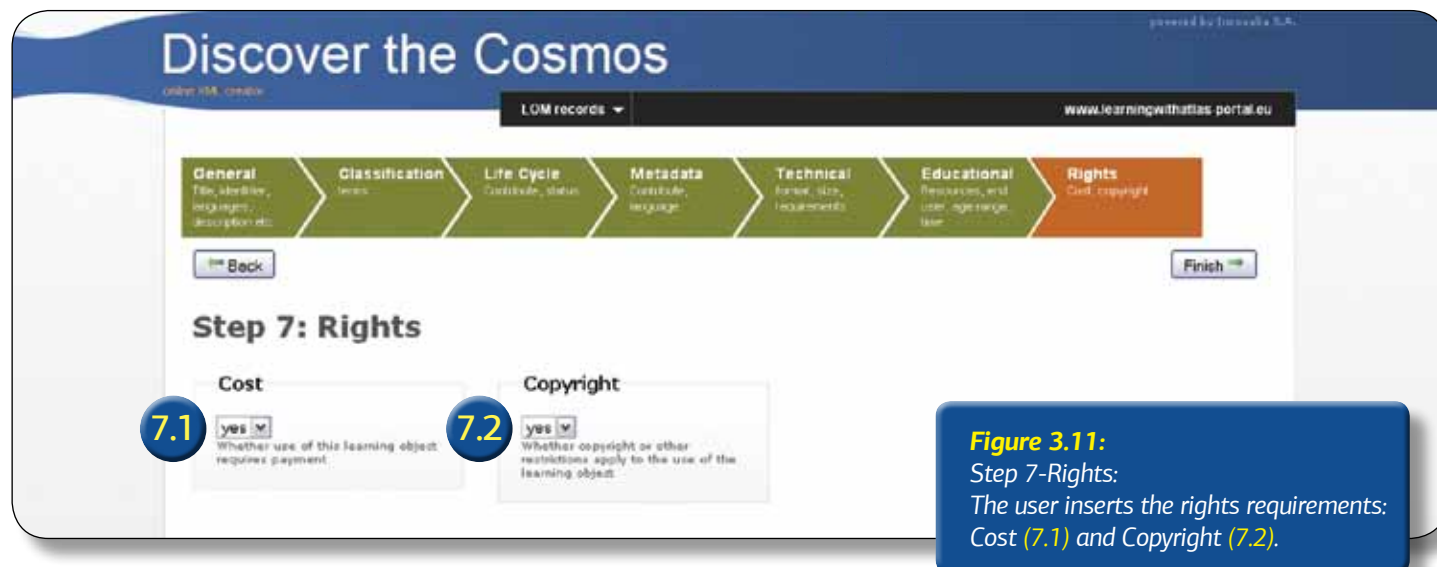 powered by
Discover the Cosmos
online XML creator
LOM records
www.learningwithatlas-portal.eu
General
Title, identifier,
languages,
description etc
Classification
terms
Life Cycle
Contribute, status
Metadata
Contribute,
language
Technical
format, size,
requirements
Educational
Resources, end
user, age range,
time
Rights
Cost, copyright
Back
Finish
Step 7: Rights
Cost
7.1
yes
Whether use of this learning object
requires payment
Copyright
7.2
yes
Whether copyright or other
restrictions apply to the use of the
learning object
Figure 3.11:
Step 7-Rights:
The user inserts the rights requirements:
Cost (7.1) and Copyright (7.2).